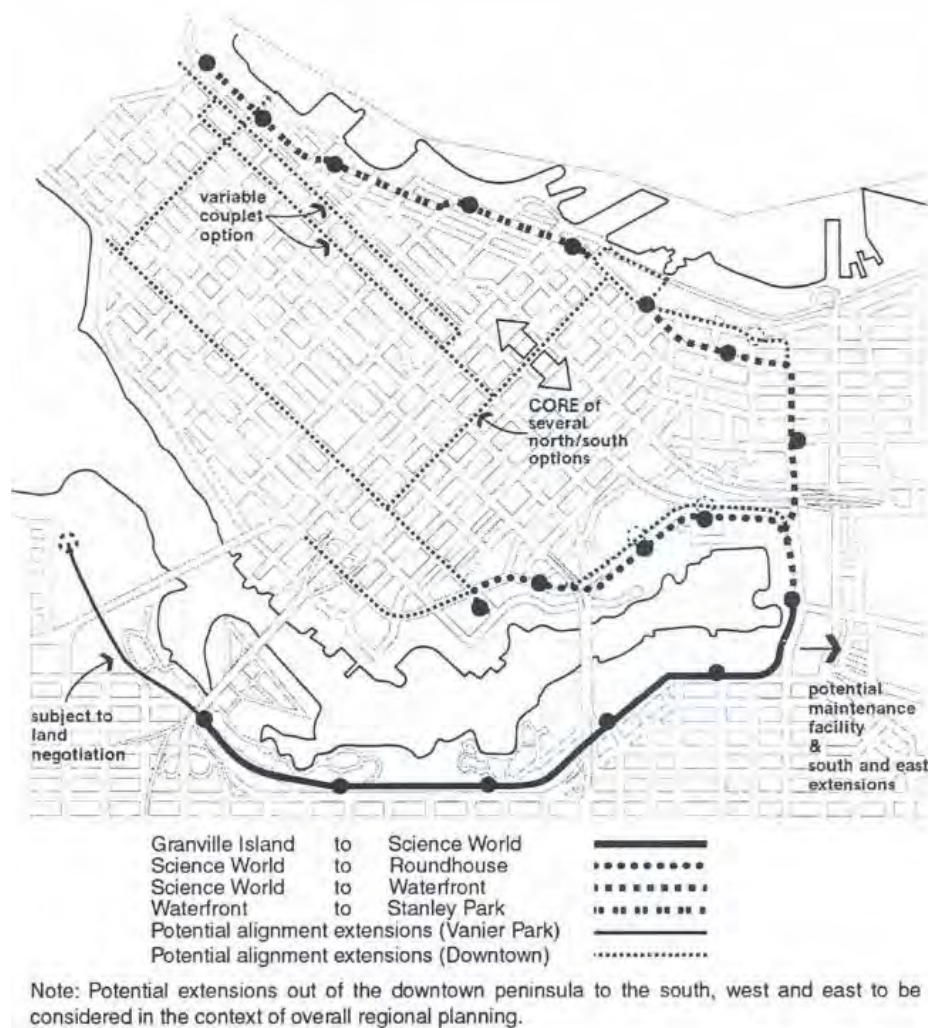 variable
couplet
option
CORE of
several
north/south
options
subject to
land
negotiation
potential
maintenance
facility
&
south and east
extensions
Granville Island to Science World
Science World to Roundhouse
Science World to Waterfront
Waterfront to Stanley Park
Potential alignment extensions (Vanier Park)
Potential alignment extensions (Downtown)
Note: Potential extensions out of the downtown peninsula to the south, west and east to be
considered in the context of overall regional planning.